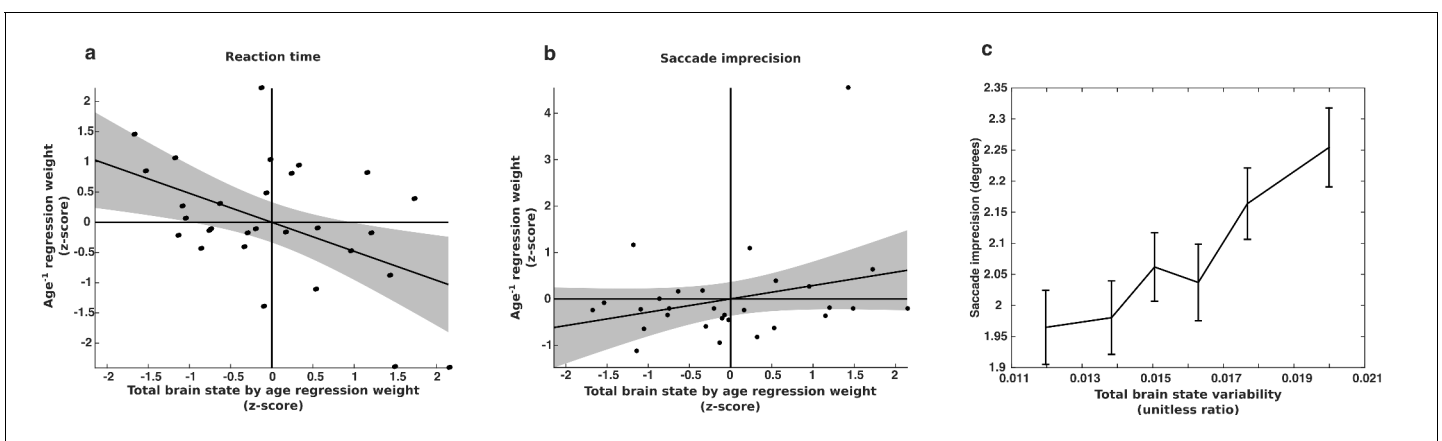 a
Reaction time
Age⁻¹ regression weight
(z-score)
2
1.5
1
0.5
0
-0.5
-1
-1.5
-2
-2 -1.5 -1 -0.5 0 0.5 1 1.5 2
Total brain state by age regression weight
(z-score)
b
Saccade imprecision
Age⁻¹ regression weight
(z-score)
4
3
2
1
0
-1
-2 -1.5 -1 -0.5 0 0.5 1 1.5 2
Total brain state by age regression weight
(z-score)
c
Saccade imprecision (degrees)
2.35
2.3
2.25
2.2
2.15
2.1
2.05
2
1.95
1.9
0.011 0.013 0.015 0.017 0.019 0.021
Total brain state variability
(unitless ratio)